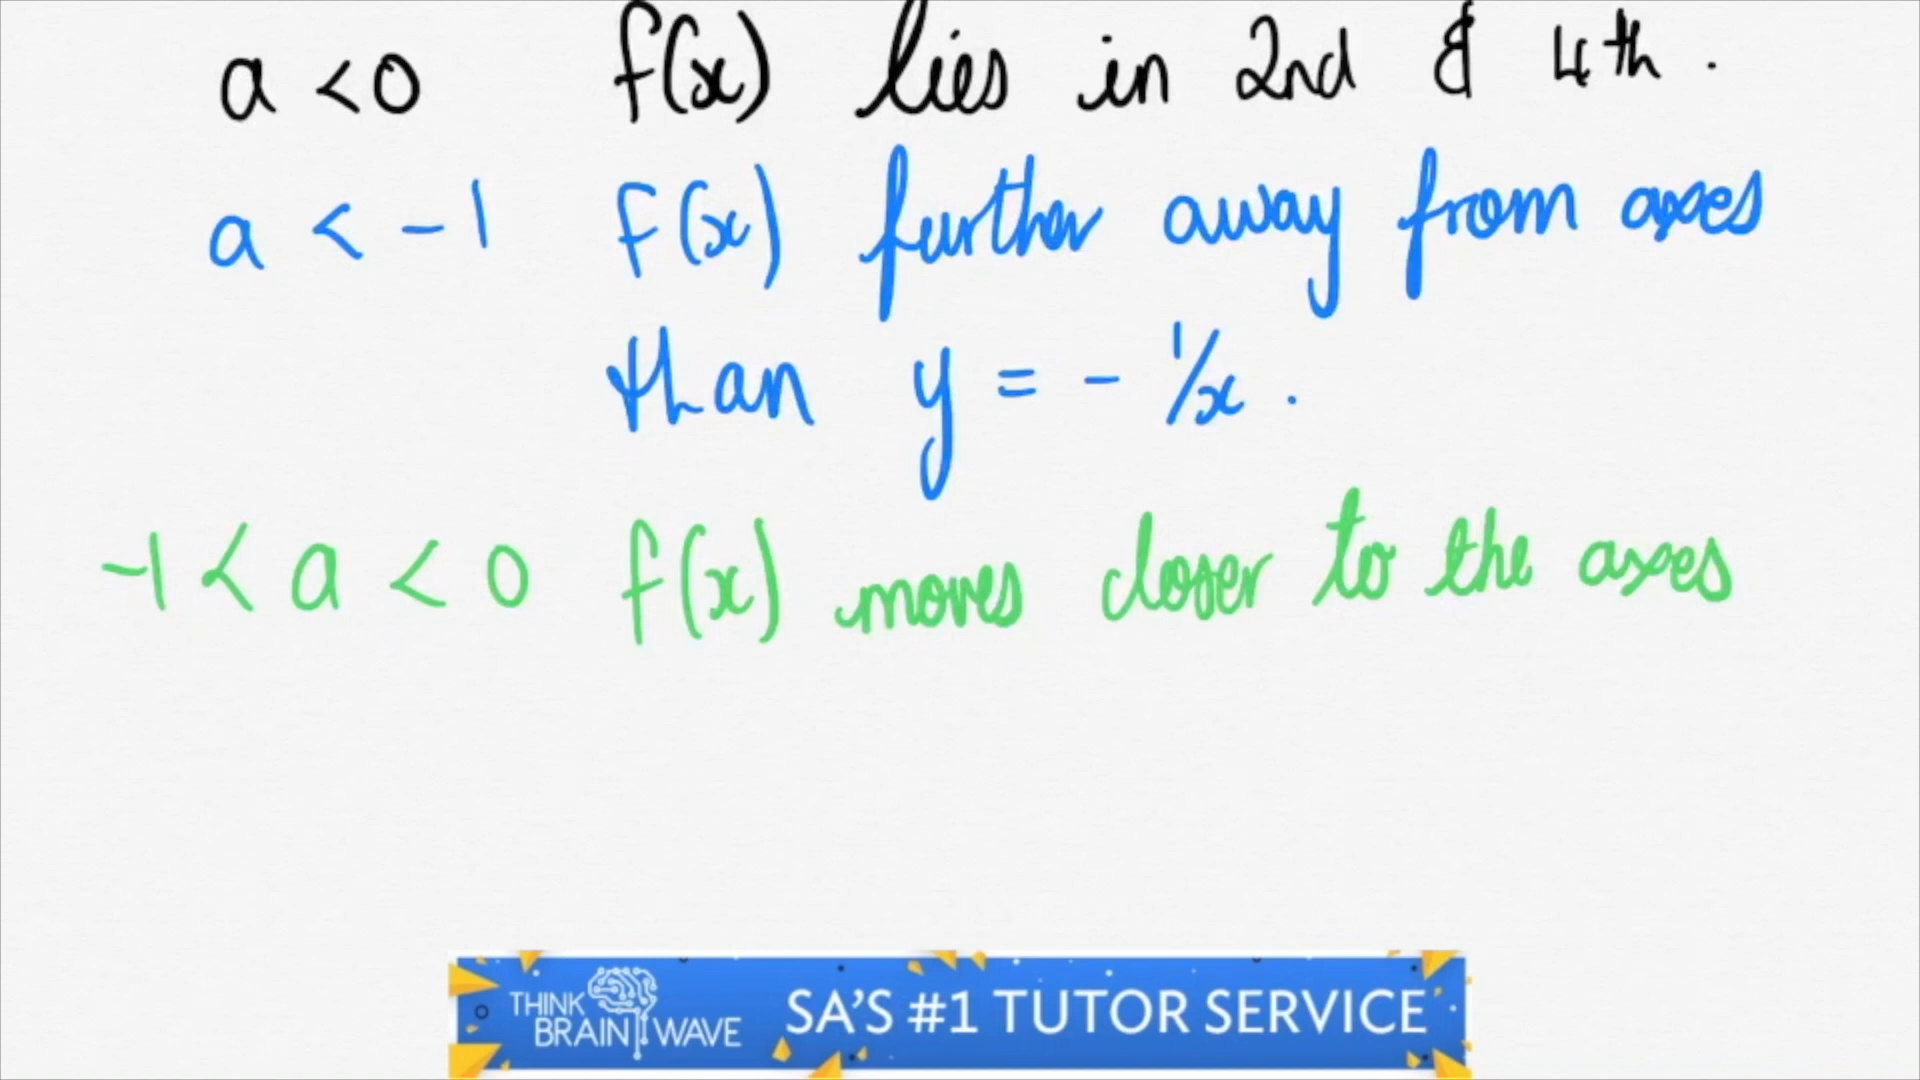 a < 0 f(x) lies in 2nd & 4th.
a < -1 f(x) further away from axes
than y = - 1/x.
-1 < a < 0 f(x) moves closer to the axes
THINK
BRAIN WAVE
SA'S #1 TUTOR SERVICE